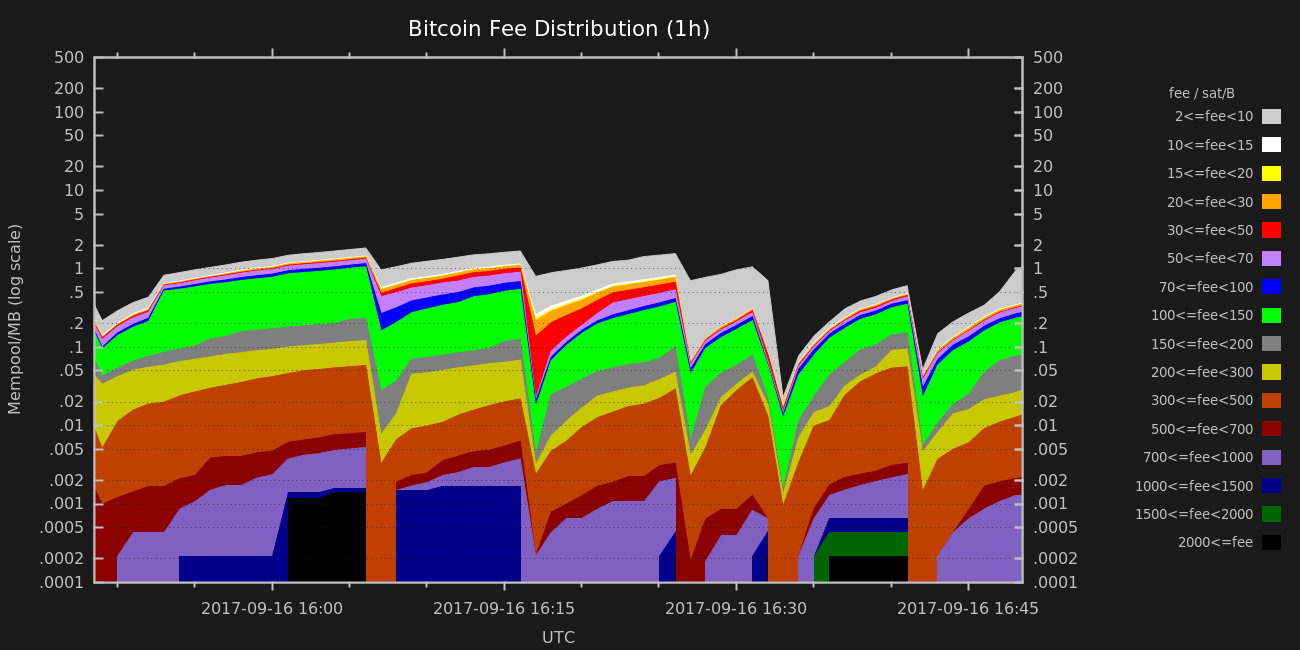 Bitcoin Fee Distribution (1h)
500
200
100
50
20
10
5
2
1
.5
.2
.1
.05
.02
.01
.005
.002
.001
.0005
.0002
.0001
Mempool/MB (log scale)
500
200
100
50
20
10
5
2
1
.5
.2
.1
.05
.02
.01
.005
.002
.001
.0005
.0002
.0001
2017-09-16 16:00
2017-09-16 16:15
2017-09-16 16:30
2017-09-16 16:45
UTC
fee / sat/B
2<=fee<10
10<=fee<15
15<=fee<20
20<=fee<30
30<=fee<50
50<=fee<70
70<=fee<100
100<=fee<150
150<=fee<200
200<=fee<300
300<=fee<500
500<=fee<700
700<=fee<1000
1000<=fee<1500
1500<=fee<2000
2000<=fee